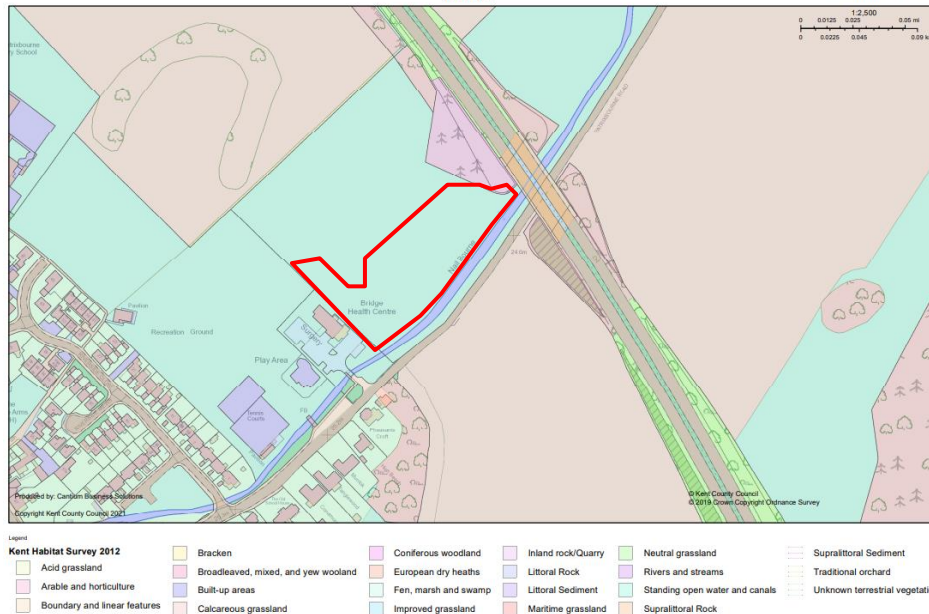 1:2,500
0 0.0125 0.025 0.05 mi
0 0.0225 0.045 0.09 k
Nail Bourne
24.0m
Bridge
Health Centre
Surgery
Pavilion
Recreation Ground
Play Area
Tennis
Courts
FB
Produced by: Cantium Business Solutions
Copyright Kent County Council 2021
© Kent County Council
© 2019 Crown Copyright Ordnance Survey
Legend
Kent Habitat Survey 2012
Acid grassland
Arable and horticulture
Boundary and linear features
Bracken
Broadleaved, mixed, and yew wooland
Built-up areas
Calcareous grassland
Coniferous woodland
European dry heaths
Fen, marsh and swamp
Improved grassland
Inland rock/Quarry
Littoral Rock
Littoral Sediment
Maritime grassland
Neutral grassland
Rivers and streams
Standing open water and canals
Supralittoral Rock
Supralittoral Sediment
Traditional orchard
Unknown terrestrial vegetati